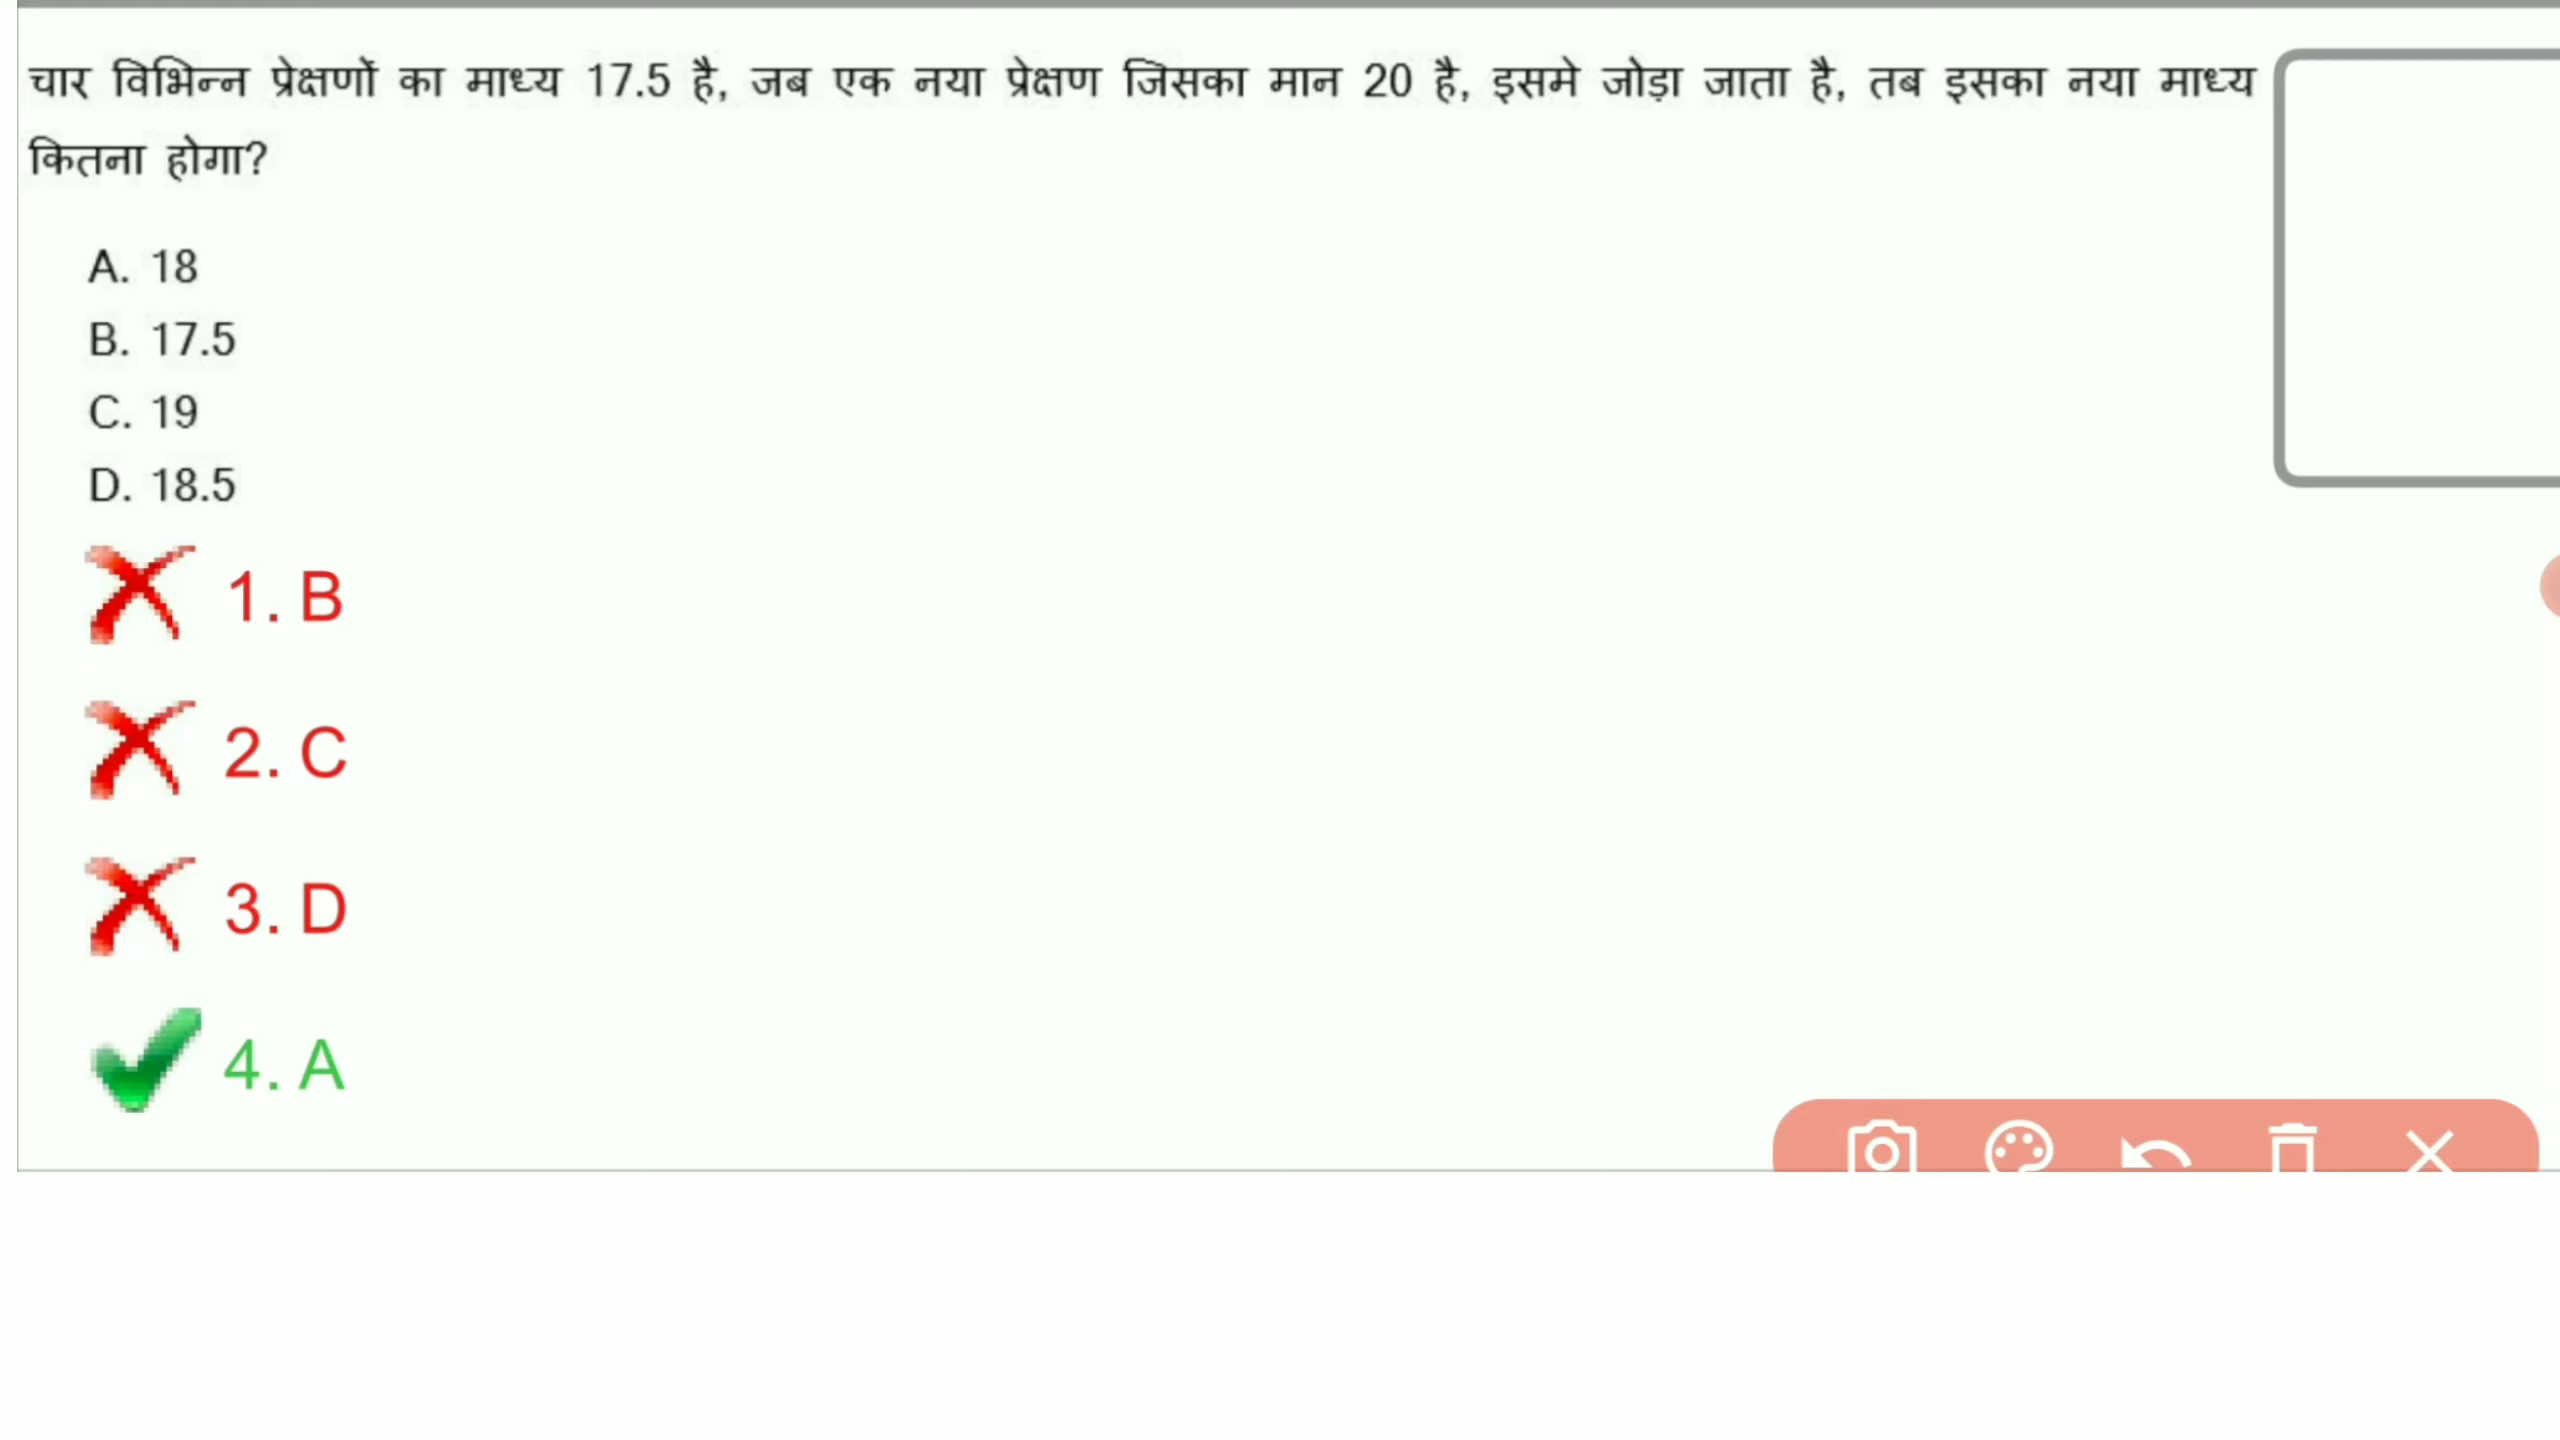 चार विभिन्न प्रेक्षणों का माध्य 17.5 है, जब एक नया प्रेक्षण जिसका मान 20 है, इसमे जोड़ा जाता है, तब इसका नया माध्य
कितना होगा?
A. 18
B. 17.5
C. 19
D. 18.5
1. B
2. C
3. D
4. A